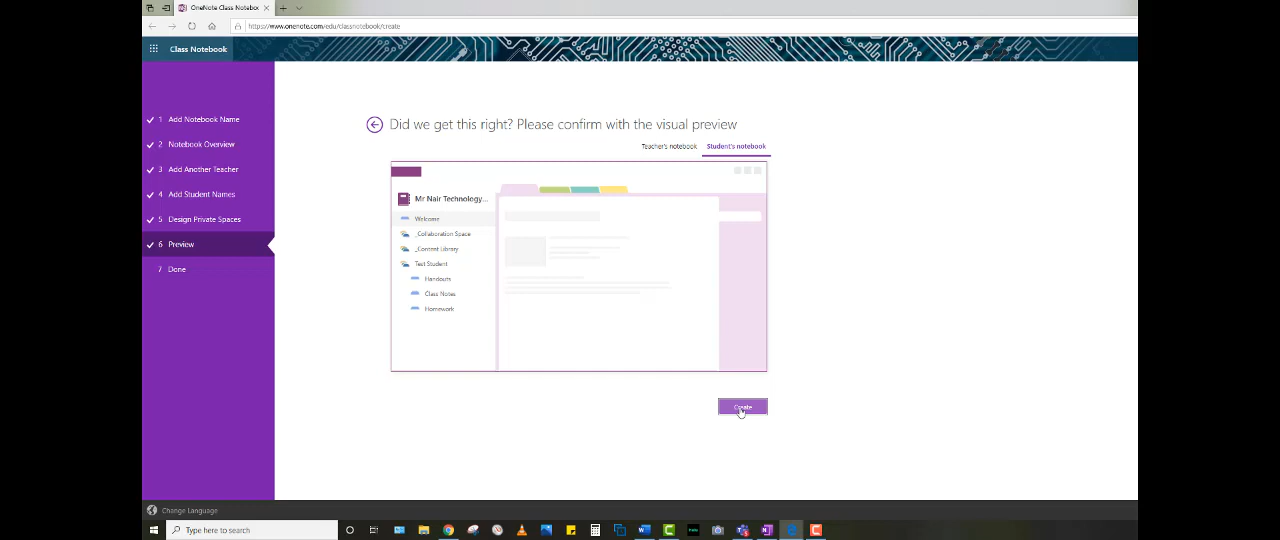 OneNote Class Notebo
https://www.onenote.com/edu/classnotebook/create
Class Notebook
1 Add Notebook Name
2 Notebook Overview
3 Add Another Teacher
4 Add Student Names
5 Design Private Spaces
6 Preview
7 Done
Did we get this right? Please confirm with the visual preview
Teacher's notebook
Student's notebook
Mr Nair Technology...
Welcome
_Collaboration Space
_Content Library
Test Student
Handouts
Class Notes
Homework
Create
Change Language
Type here to search